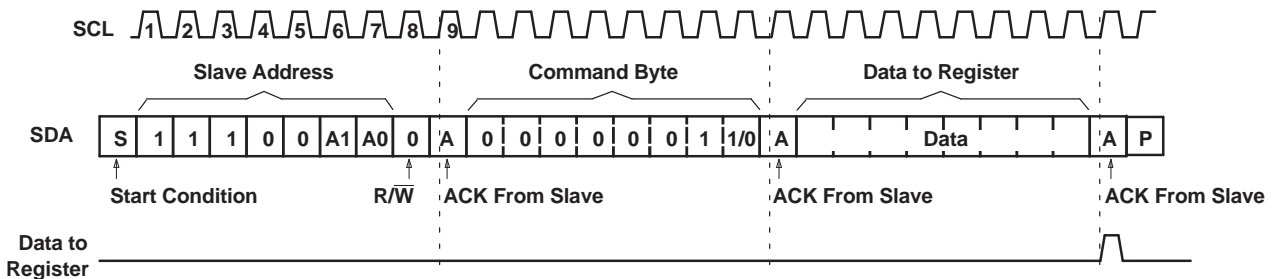 SCL 1 2 3 4 5 6 7 8 9
Slave Address Command Byte Data to Register
SDA S 1 1 1 0 0 A1 A0 0 A 0 0 0 0 0 0 1 1/0 A Data A P
Start Condition R/W̅ ACK From Slave ACK From Slave ACK From Slave
Data to
Register